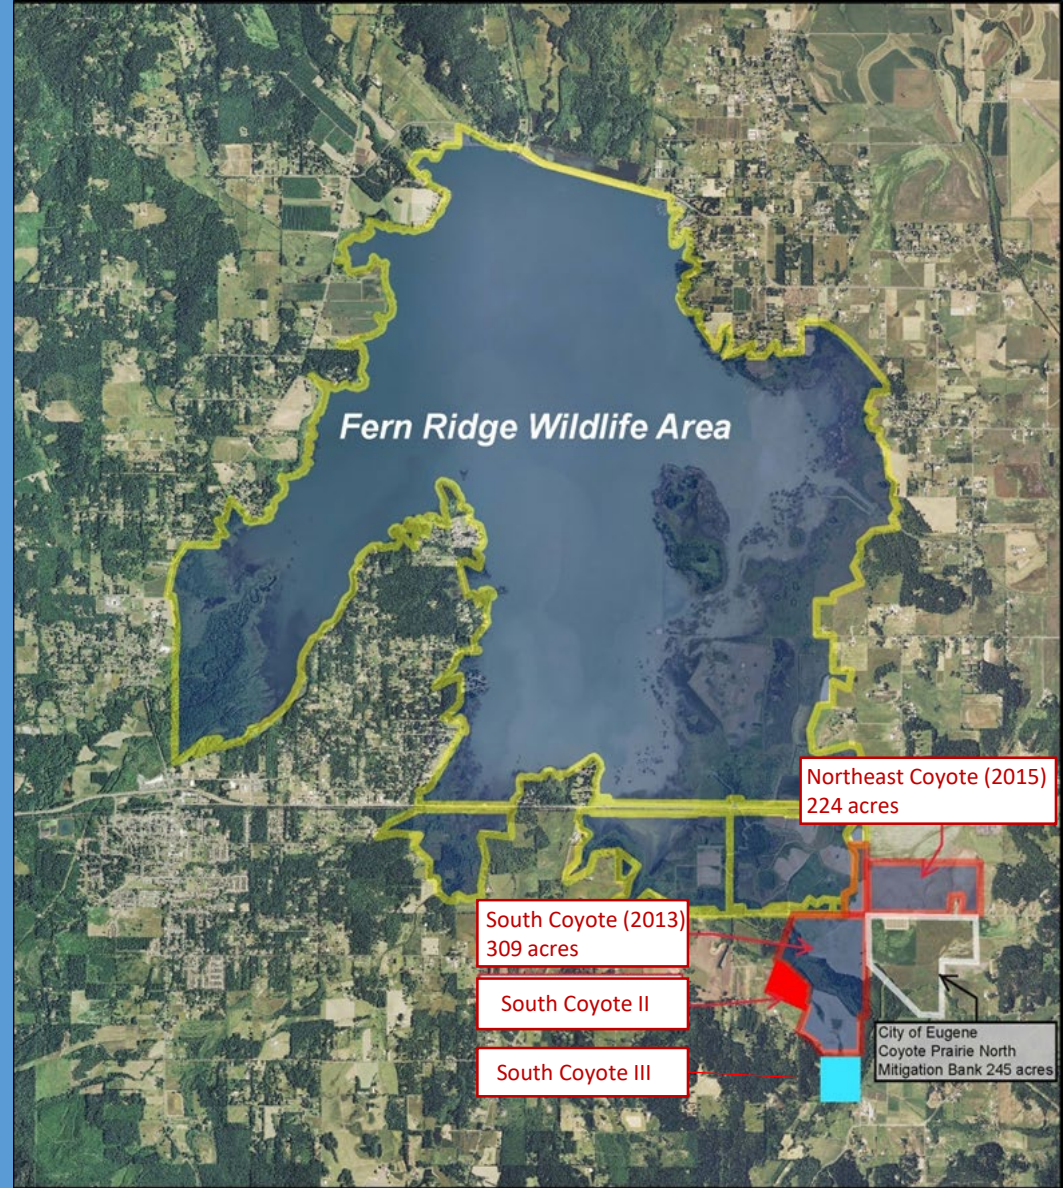 Fern Ridge Wildlife Area
Northeast Coyote (2015)
224 acres
South Coyote (2013)
309 acres
South Coyote II
South Coyote III
City of Eugene
Coyote Prairie North
Mitigation Bank 245 acres